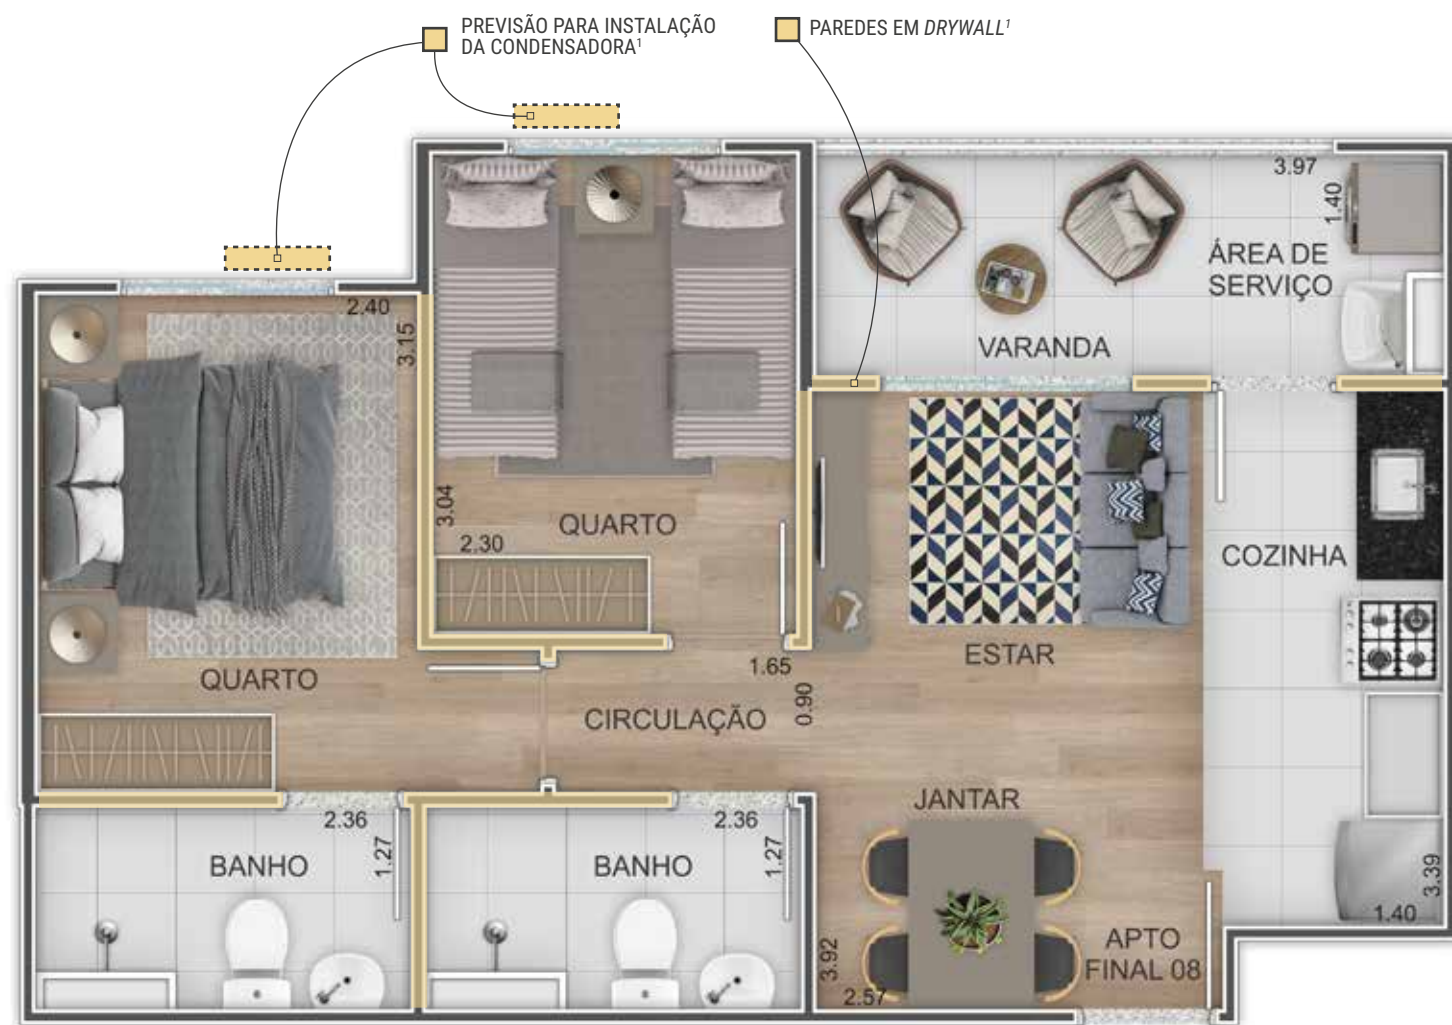 PREVISÃO PARA INSTALAÇÃO
DA CONDENSADORA¹
PAREDES EM DRYWALL¹
3.97
1.40
ÁREA DE
SERVIÇO
VARANDA
2.40
3.15
3.04
2.30
QUARTO
COZINHA
ESTAR
1.65
0.90
QUARTO
CIRCULAÇÃO
JANTAR
2.36
1.27
BANHO
2.36
1.27
BANHO
3.39
1.40
APTO
FINAL 08
3.92
2.57